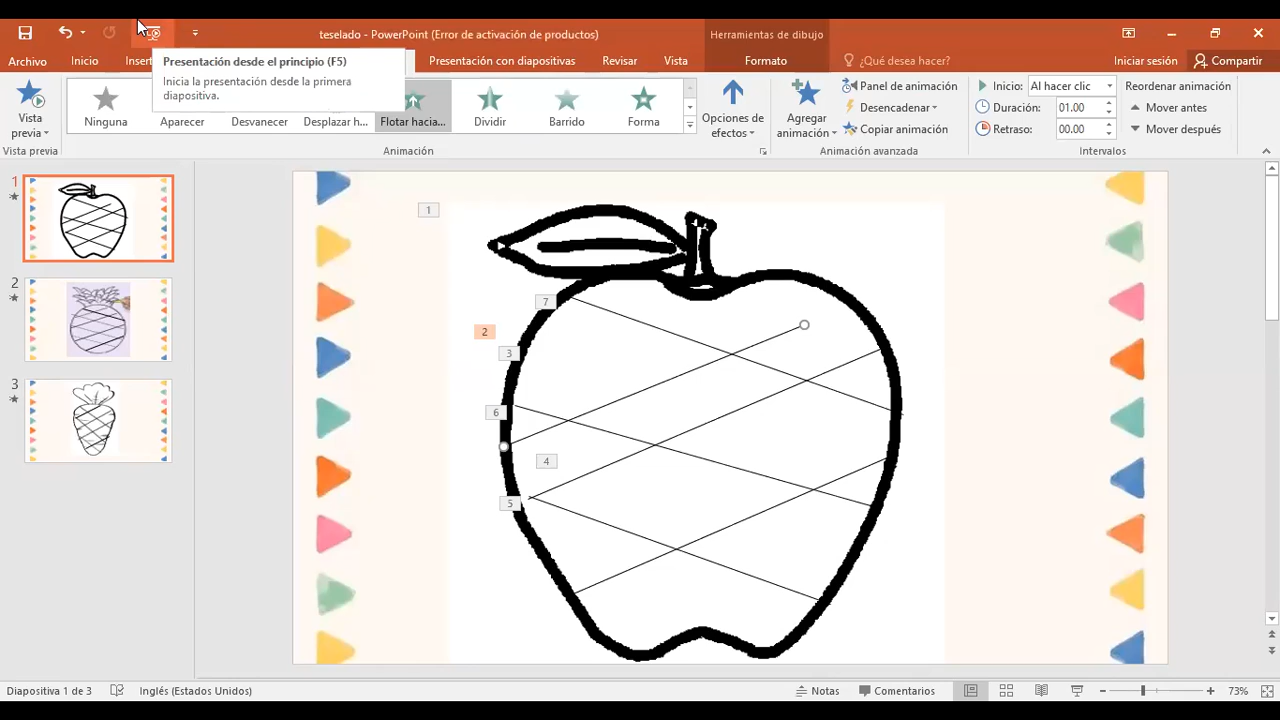 teselado - PowerPoint (Error de activación de productos)
Herramientas de dibujo
Archivo
Inicio
Insert
Presentación con diapositivas
Revisar
Vista
Formato
¿Qué desea hacer?
Iniciar sesión
Compartir
Presentación desde el principio (F5)
Inicia la presentación desde la primera
diapositiva.
Vista
previa
Ninguna
Aparecer
Desvanecer
Desplazar h...
Flotar hacia...
Dividir
Barrido
Forma
Opciones de
efectos
Agregar
animación
Panel de animación
Desencadenar
Copiar animación
Inicio: Al hacer clic
Duración: 01.00
Retraso: 00.00
Reordenar animación
Mover antes
Mover después
Vista previa
Animación
Animación avanzada
Intervalos
1
2
3
1
7
2
3
6
4
5
Diapositiva 1 de 3
Inglés (Estados Unidos)
Notas
Comentarios
73%